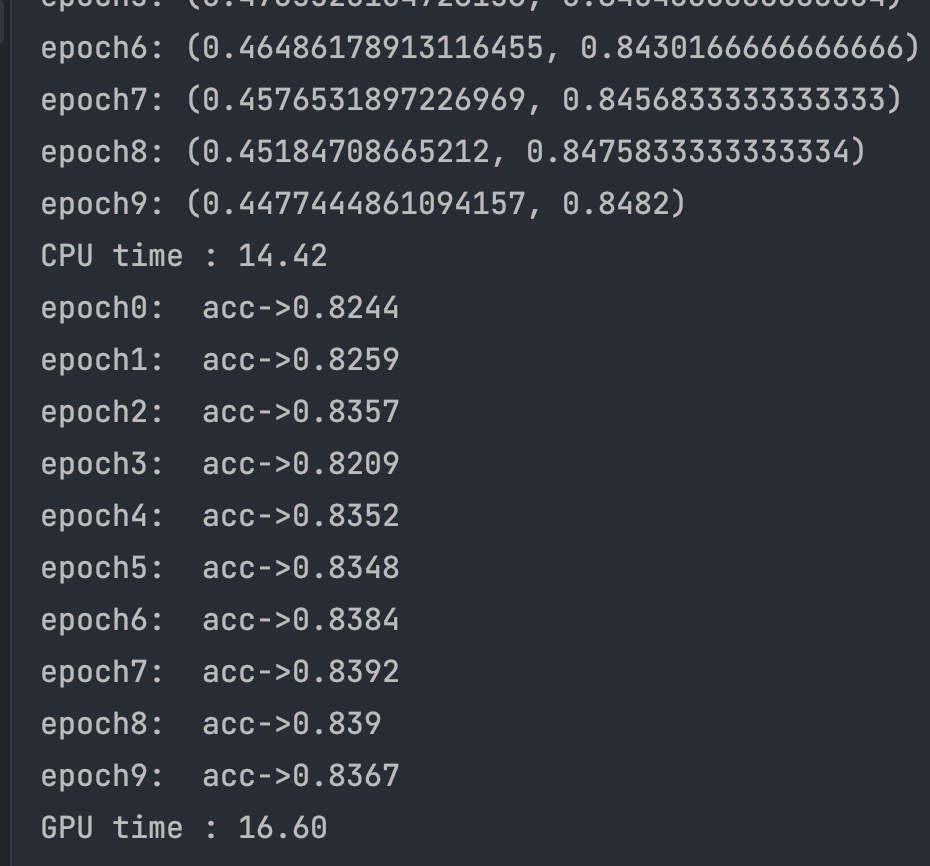 epoch6: (0.46486178913116455, 0.8430166666666666)
epoch7: (0.4576531897226969, 0.8456833333333333)
epoch8: (0.45184708665212, 0.8475833333333334)
epoch9: (0.4477444861094157, 0.8482)
CPU time : 14.42
epoch0:  acc->0.8244
epoch1:  acc->0.8259
epoch2:  acc->0.8357
epoch3:  acc->0.8209
epoch4:  acc->0.8352
epoch5:  acc->0.8348
epoch6:  acc->0.8384
epoch7:  acc->0.8392
epoch8:  acc->0.839
epoch9:  acc->0.8367
GPU time : 16.60